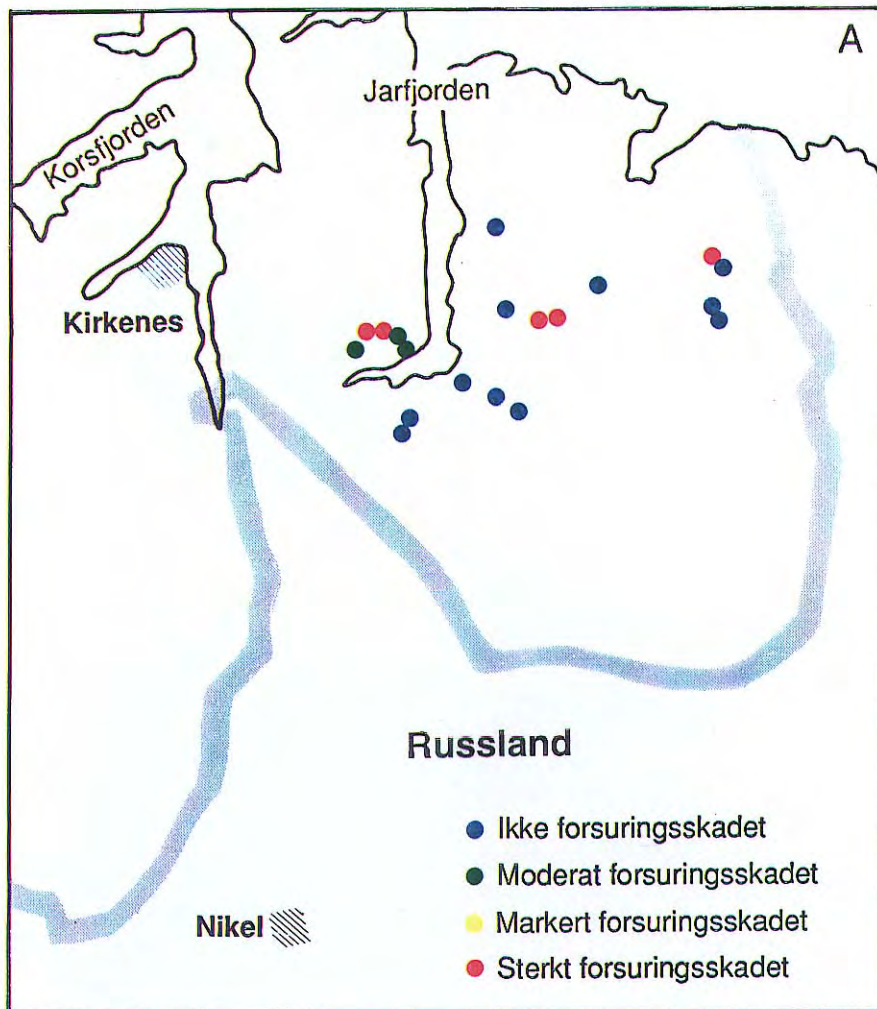 A
Jarfjorden
Korsfjorden
Kirkenes
Russland
Ikke forsuringsskadet
Moderat forsuringsskadet
Markert forsuringsskadet
Sterkt forsuringsskadet
Nikel